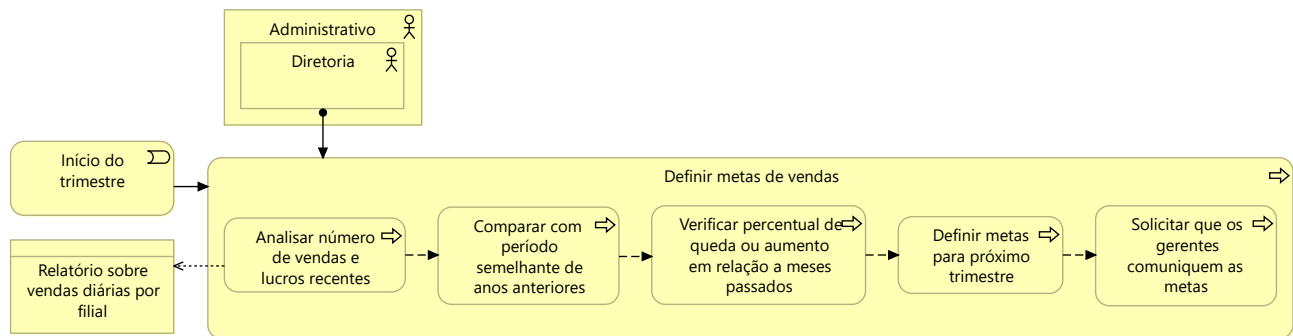 Administrativo
Diretoria
Início do
trimestre
Definir metas de vendas
Analisar número
de vendas e
lucros recentes
Comparar com
período
semelhante de
anos anteriores
Verificar percentual de
queda ou aumento
em relação a meses
passados
Definir metas
para próximo
trimestre
Solicitar que os
gerentes
comuniquem as
metas
Relatório sobre
vendas diárias por
filial